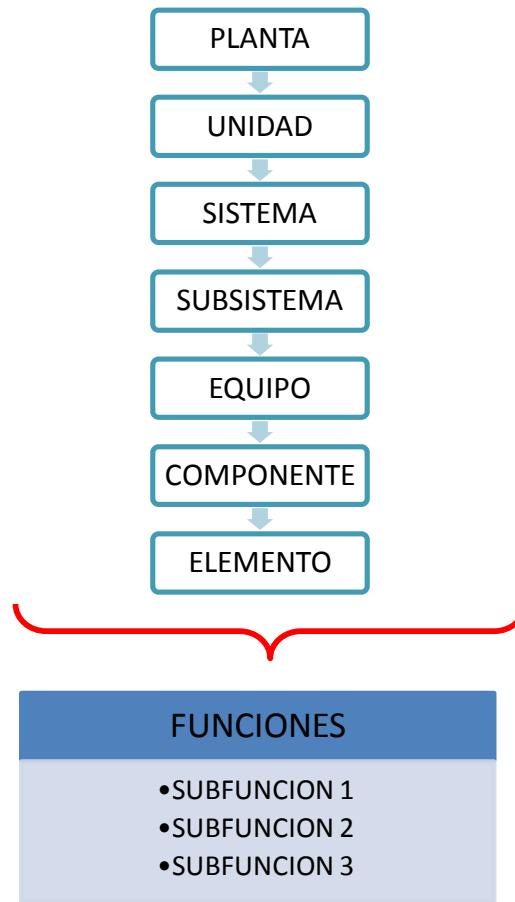 PLANTA
UNIDAD
SISTEMA
SUBSISTEMA
EQUIPO
COMPONENTE
ELEMENTO
FUNCIONES
•SUBFUNCION 1
•SUBFUNCION 2
•SUBFUNCION 3